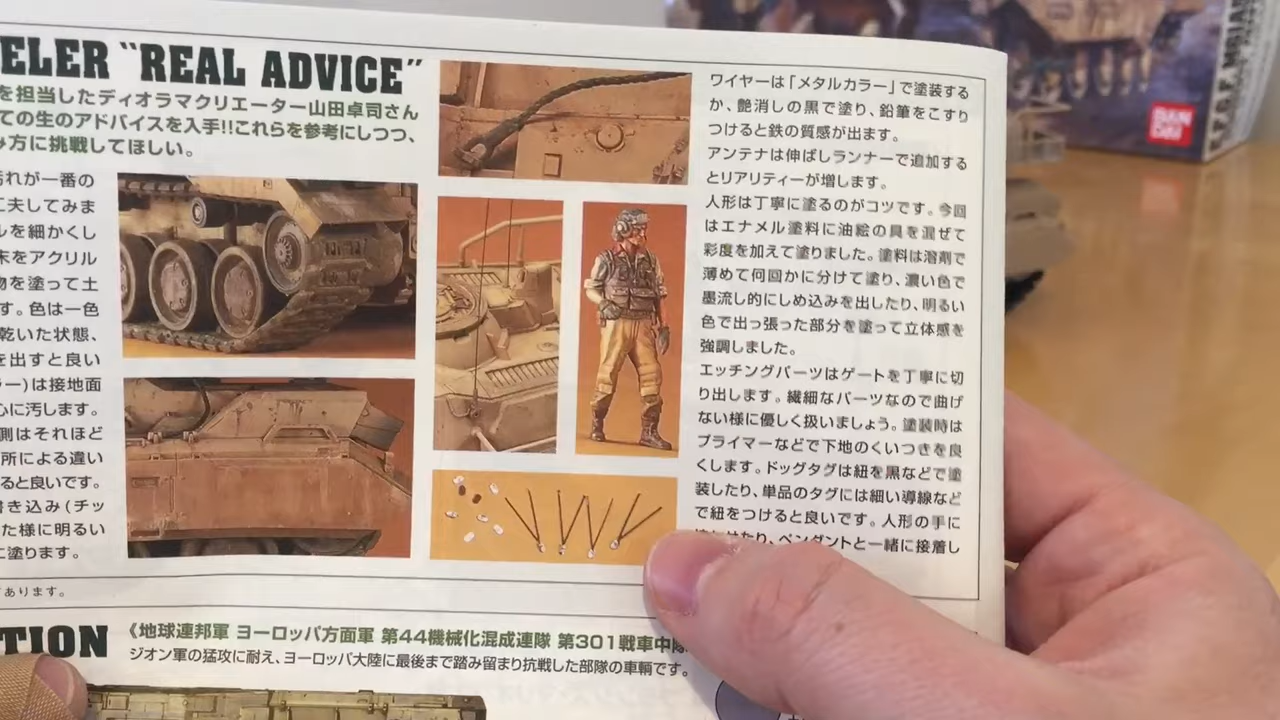 ELER "REAL ADVICE"
を担当したディオラマクリエーター山田卓司さん
ての生のアドバイスを入手!!これらを参考にしつつ、
み方に挑戦してほしい。
汚れが一番の
工夫してみま
ルを細かくし
末をアクリル
物を塗って土
す。色は一色
乾いた状態、
を出すと良い
ラー)は接地面
心に汚します。
側はそれほど
所による違い
ると良いです。
書き込み(チッ
た様に明るい
に塗ります。
ワイヤーは「メタルカラー」で塗装する
か、艶消しの黒で塗り、鉛筆をこすり
つけると鉄の質感が出ます。
アンテナは伸ばしランナーで追加する
とリアリティーが増します。
人形は丁寧に塗るのがコツです。今回
はエナメル塗料に油絵の具を混ぜて
彩度を加えて塗りました。塗料は溶剤で
薄めて何回かに分けて塗り、濃い色で
墨流し的にしめ込みを出したり、明るい
色で出っ張った部分を塗って立体感を
強調しました。
エッチングパーツはゲートを丁寧に切
り出します。繊細なパーツなので曲げ
ない様に優しく扱いましょう。塗装時は
プライマーなどで下地のくいつきを良
くします。ドッグタグは紐を黒などで塗
装したり、単品のタグには細い導線など
で紐をつけると良いです。人形の手に
たり、ペンダントと一緒に接着し
あります。
TION
《地球連邦軍 ヨーロッパ方面軍 第44機械化混成連隊 第301戦車中隊
ジオン軍の猛攻に耐え、ヨーロッパ大陸に最後まで踏み留まり抗戦した部隊の車輌です。
BAN
DAI